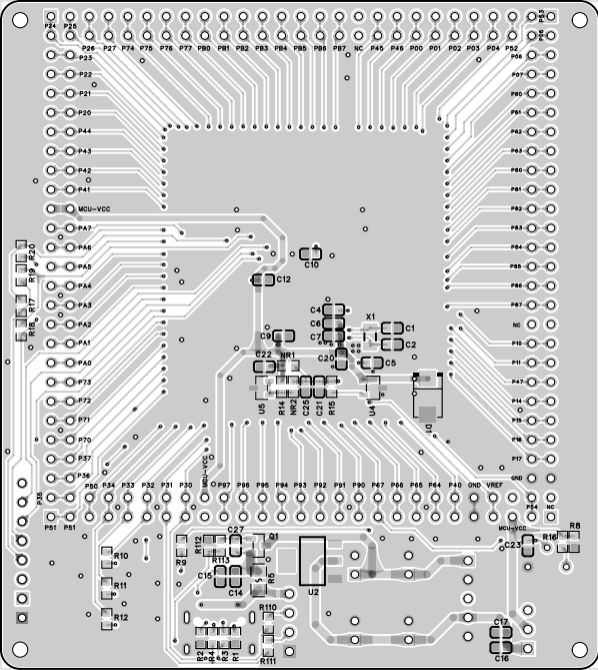 P24 P25 P53
P26 P27 P74 P75 P76 P77 PB0 PB1 PB2 PB3 PB4 PB5 PB6 PB7 NC P45 P46 P00 P01 P02 P03 P04 P52
P23 P06
P22 P07
P21 P60
P20 P61
P44 P62
P43 P63
P42 P80
P41 P81
MCU-VCC P82
PA7 P83
PA6 P84
R20
R19
PA5
C10
C12
PA4
R17
PA3 P87
C4
R18
PA2 C6 X1 C1 NC
PA1 C9 C7 C2 P10
PA0 C22 NR1 C20 C5 P11
P73 P47
P72 U5 R14 NR2 C25 C21 R15 U4 P14
P71 D1 P15
P70 P16
P37 P17
P36 MCU-VCC GND
P35
P50 P34 P33 P32 P31 P30 P97 P96 P95 P94 P93 P92 P91 P90 P67 P66 P65 P64 P40 GND VREF P54
P51 P51 NC
MCU-VCC
C27 Q1 R8
R112 R16
R10 R9 R113 C23
C15 R5
R11 C14 U2
R12 R110
C17
R2 R4 R3 R1 R111 C16